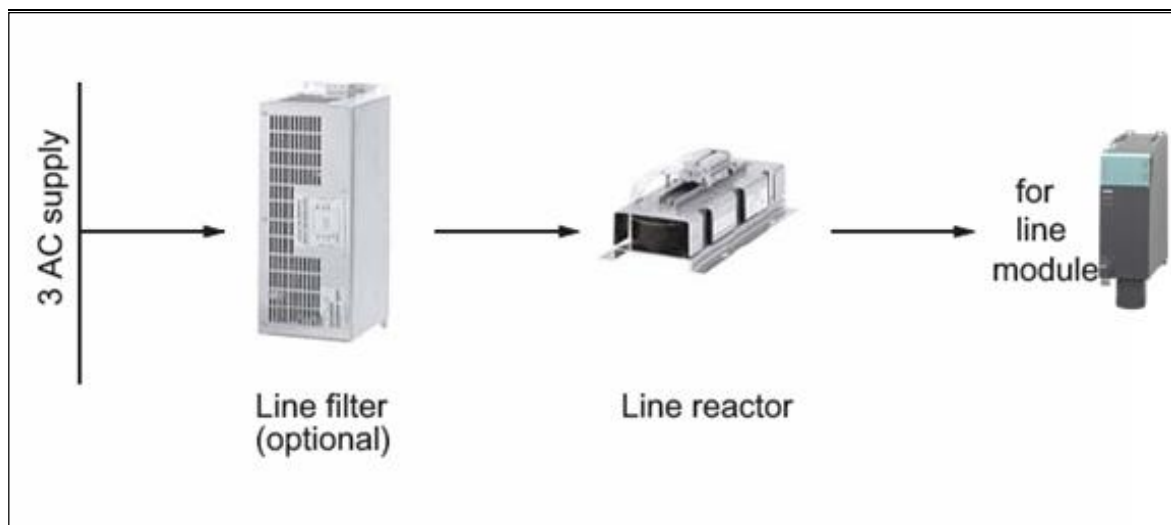 3 AC supply
Line filter
(optional)
Line reactor
for
line
module